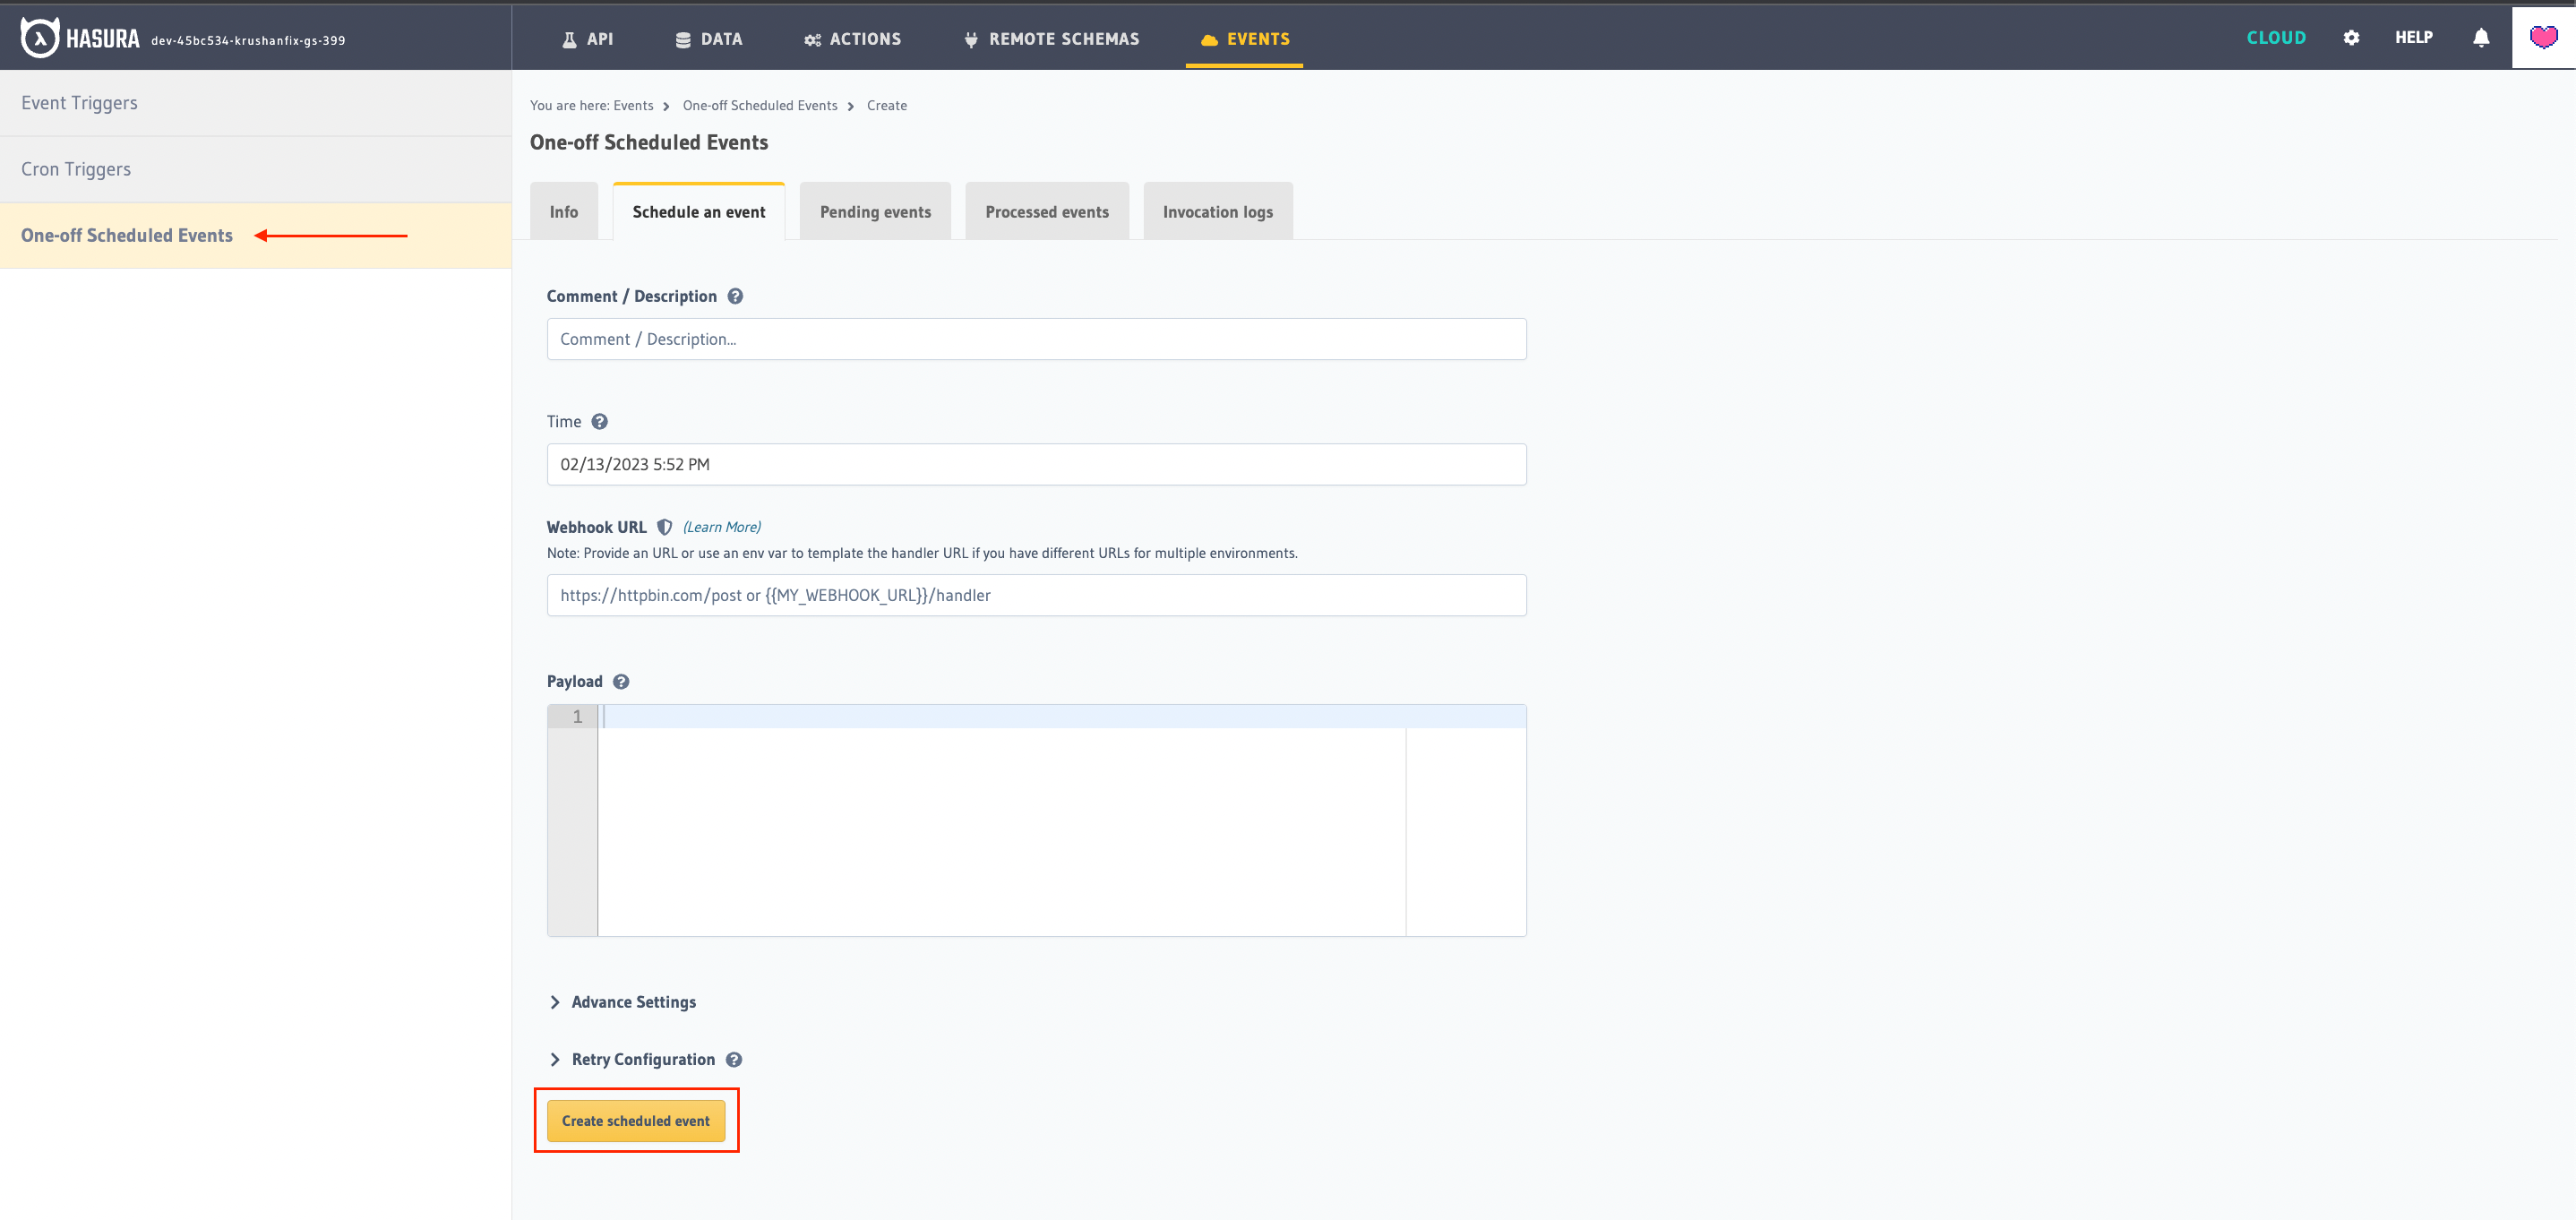 HASURA dev-45bc534-krushanfix-gs-399 API DATA ACTIONS REMOTE SCHEMAS EVENTS CLOUD HELP
Event Triggers
Cron Triggers
One-off Scheduled Events
You are here: Events > One-off Scheduled Events > Create
One-off Scheduled Events
Info Schedule an event Pending events Processed events Invocation logs
Comment / Description
Comment / Description...
Time
02/13/2023 5:52 PM
Webhook URL (Learn More)
Note: Provide an URL or use an env var to template the handler URL if you have different URLs for multiple environments.
https://httpbin.com/post or {{MY_WEBHOOK_URL}}/handler
Payload
1
Advance Settings
Retry Configuration
Create scheduled event